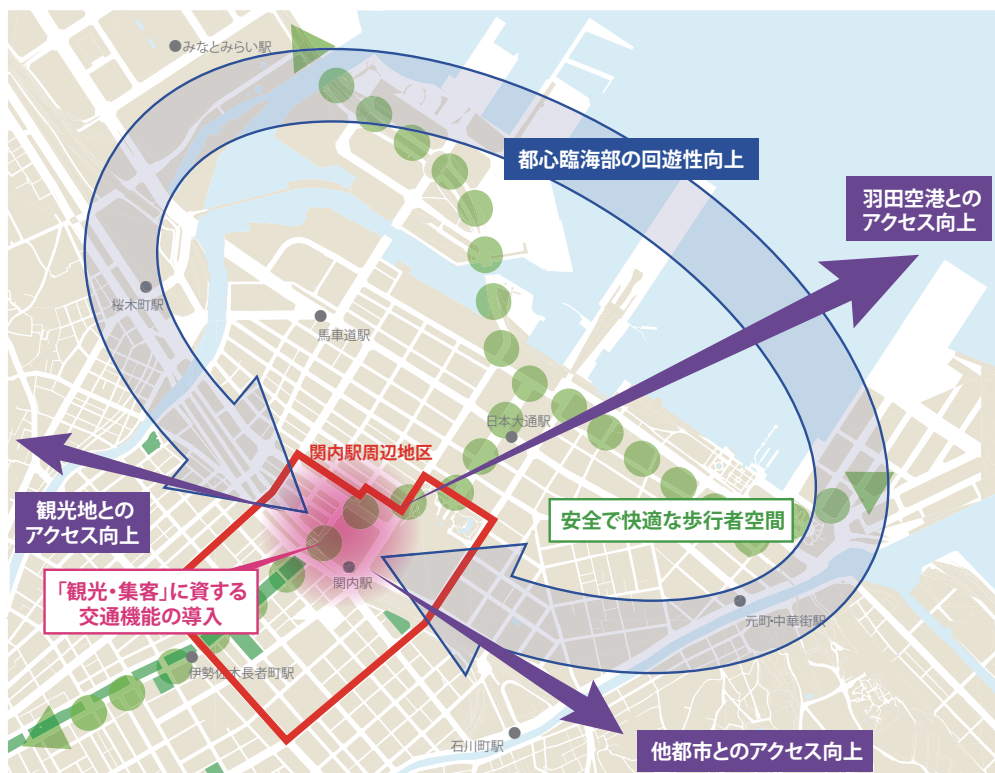 みなとみらい駅
都心臨海部の回遊性向上
羽田空港との
アクセス向上
桜木町駅
馬車道駅
日本大通駅
関内駅周辺地区
観光地との
アクセス向上
安全で快適な歩行者空間
「観光・集客」に資する
交通機能の導入
関内駅
元町・中華街駅
伊勢佐木長者町駅
石川町駅
他都市とのアクセス向上